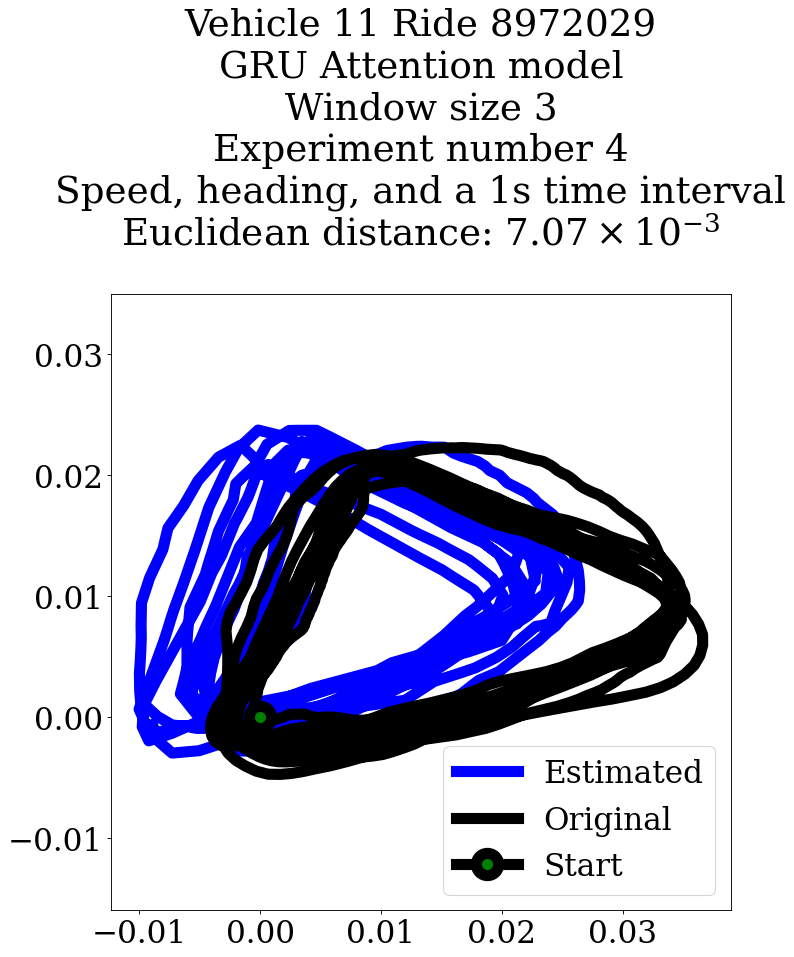 Vehicle 11 Ride 8972029
GRU Attention model
Window size 3
Experiment number 4
Speed, heading, and a 1s time interval
Euclidean distance: 7.07 × 10⁻³
0.03
0.02
0.01
0.00
−0.01
Estimated
Original
Start
−0.01 0.00 0.01 0.02 0.03